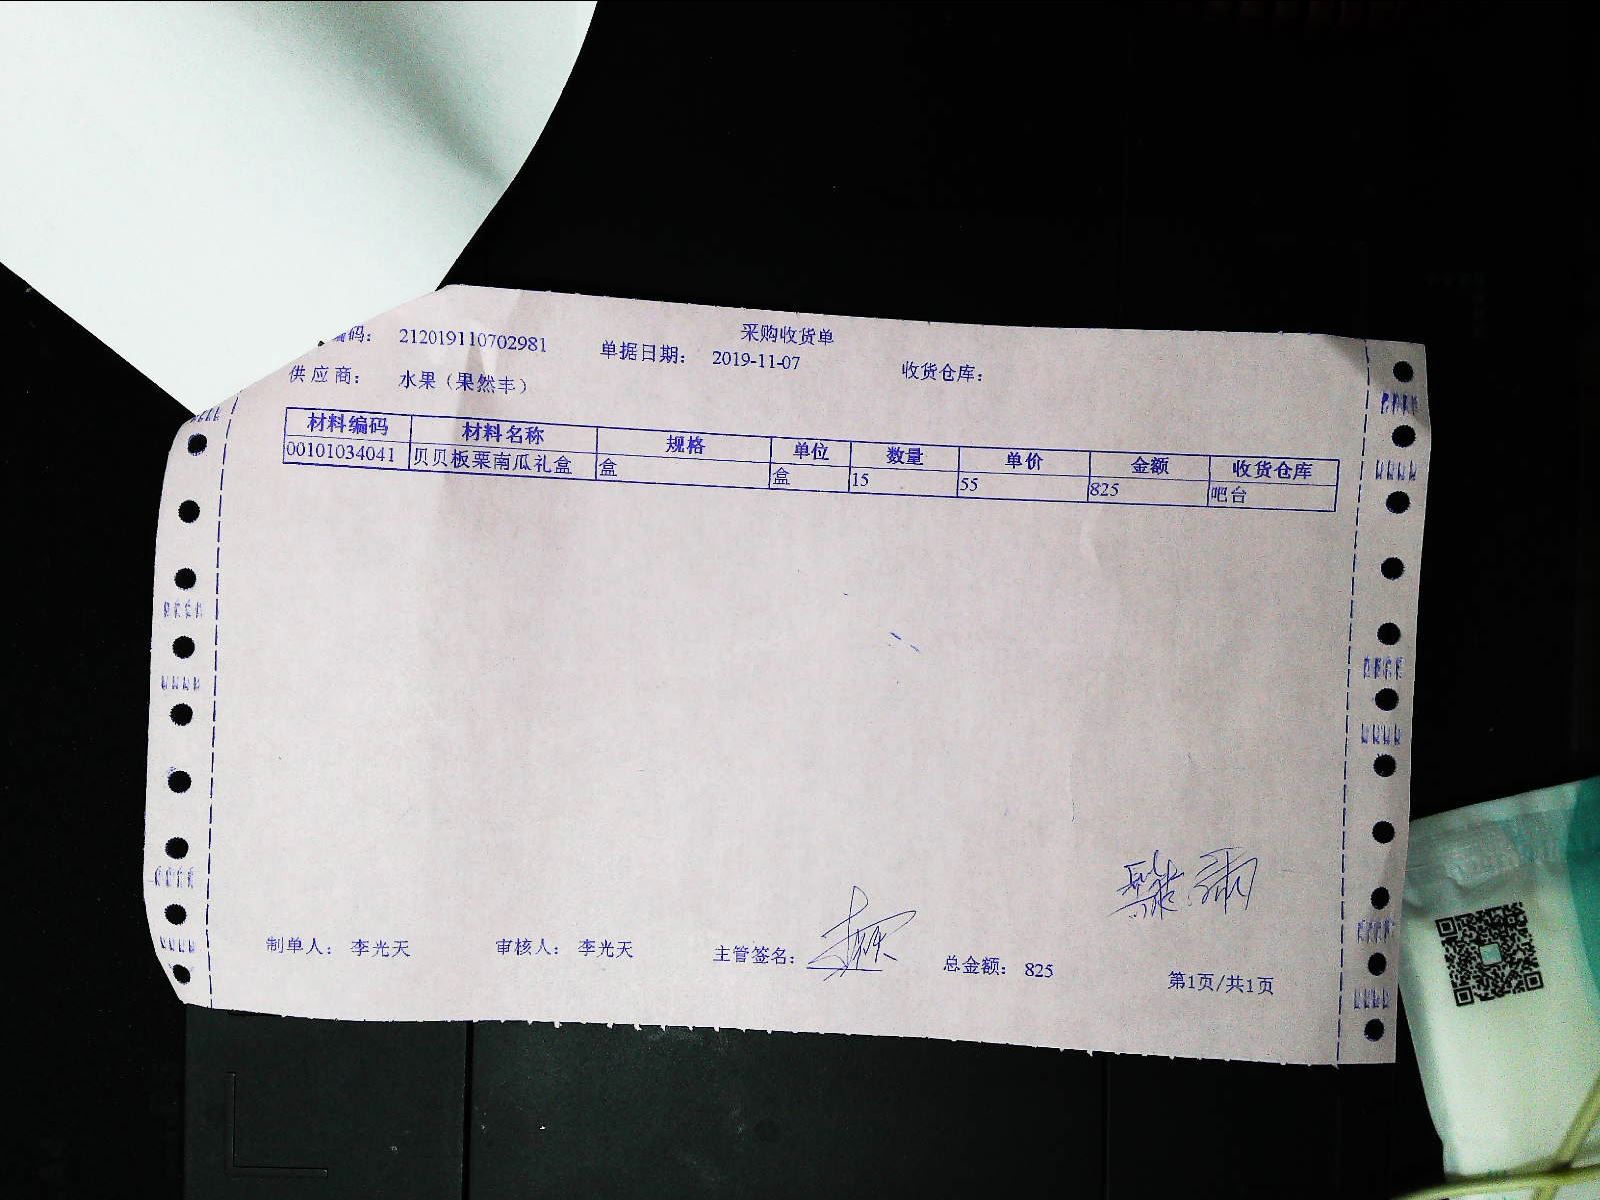 采购收货单
编码： 212019110702981 单据日期： 2019-11-07 收货仓库：
供应商： 水果（果然丰）
材料编码 材料名称 规格 单位 数量 单价 金额 收货仓库
00101034041 贝贝板栗南瓜礼盒 盒 盒 15 55 825 吧台
制单人： 李光天 审核人： 李光天 主管签名： 总金额： 825 第1页/共1页